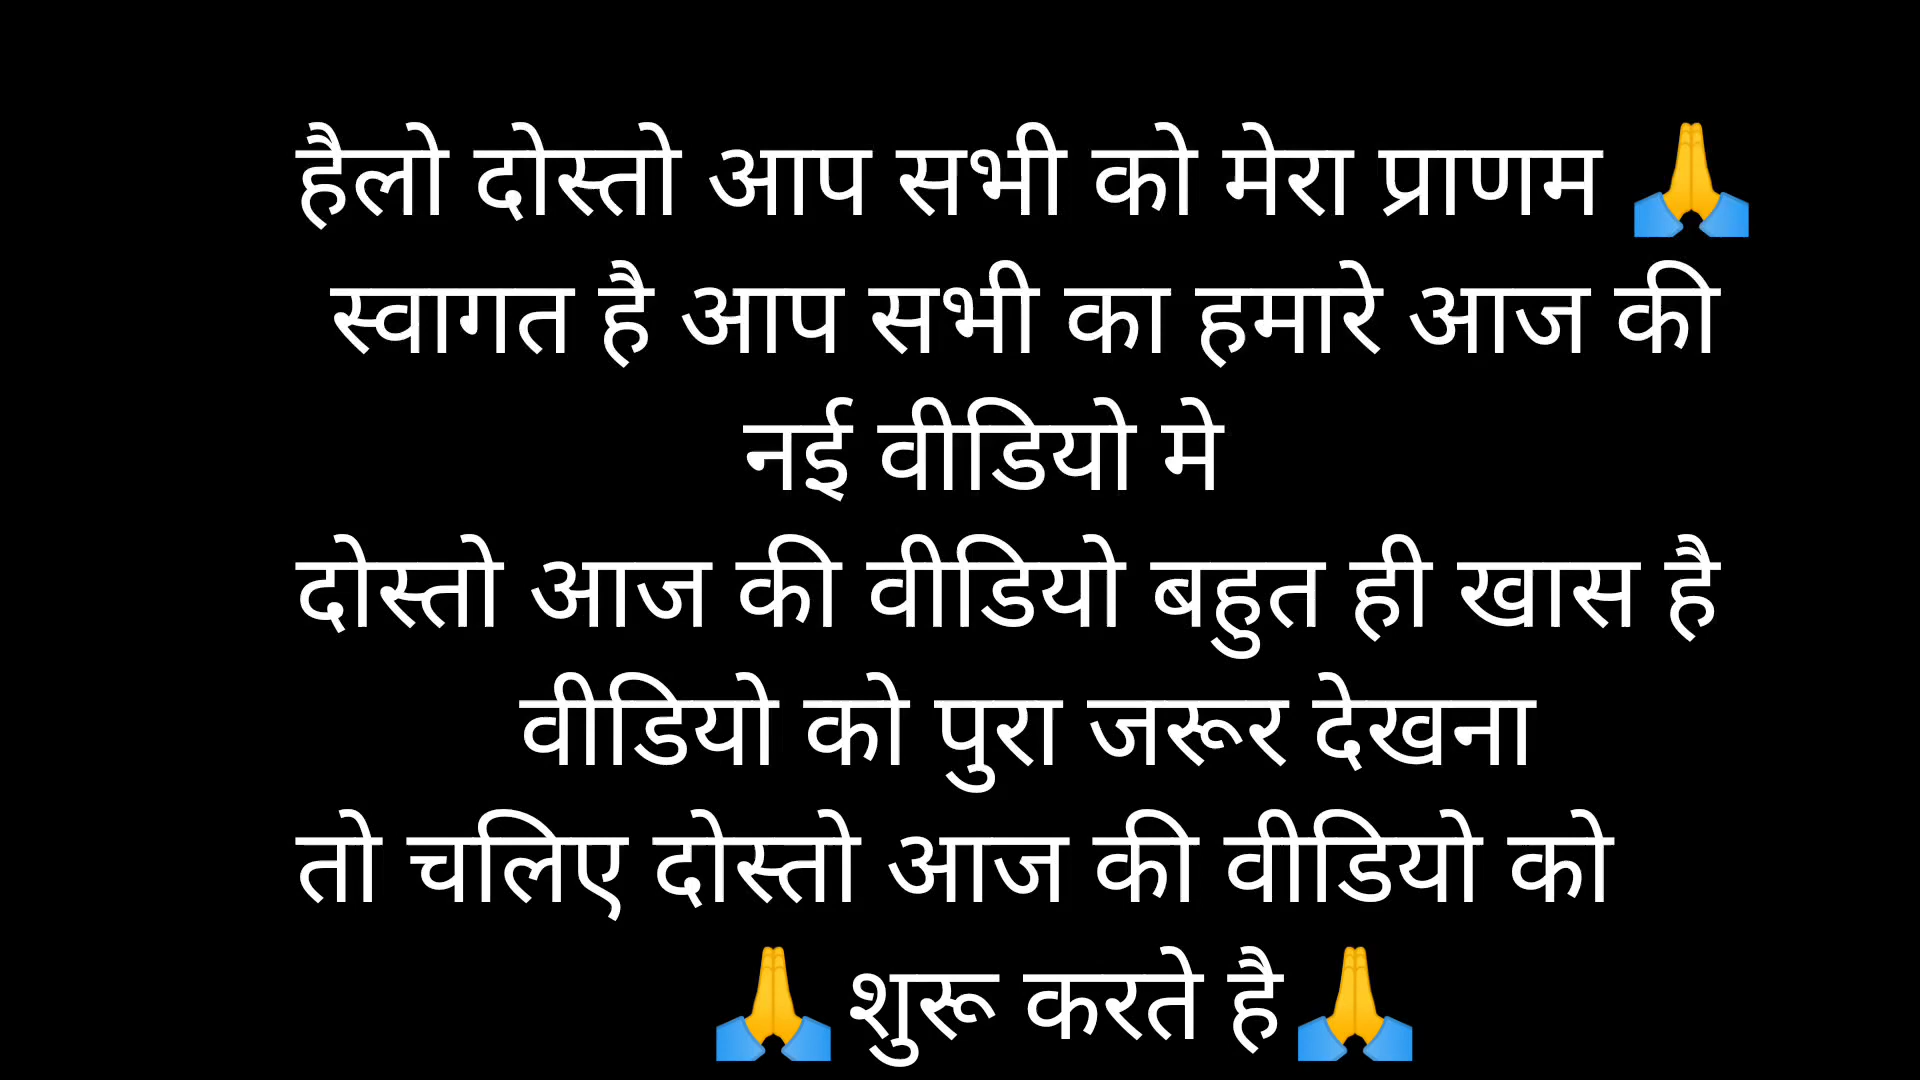 हैलो दोस्तो आप सभी को मेरा प्राणम 🙏
स्वागत है आप सभी का हमारे आज की
नई वीडियो मे
दोस्तो आज की वीडियो बहुत ही खास है
वीडियो को पुरा जरूर देखना
तो चलिए दोस्तो आज की वीडियो को
🙏 शुरू करते है 🙏